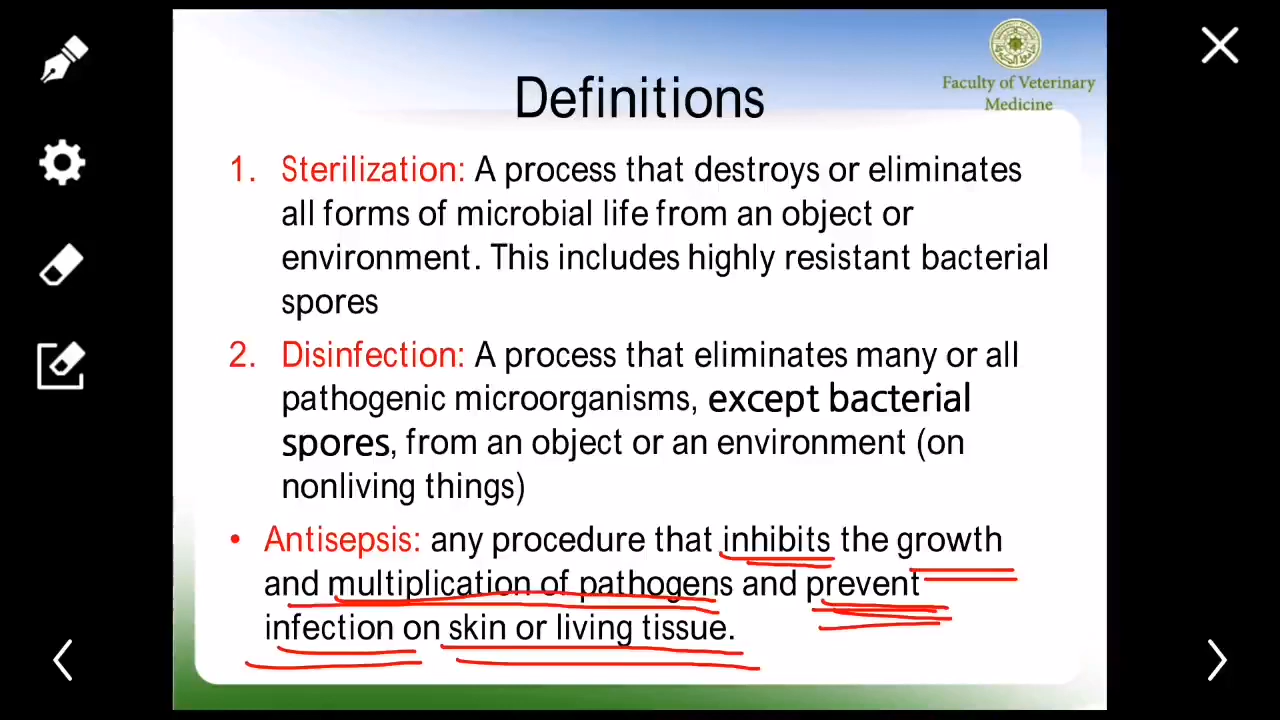 Faculty of Veterinary
Medicine
Definitions
1. Sterilization: A process that destroys or eliminates
all forms of microbial life from an object or
environment. This includes highly resistant bacterial
spores
2. Disinfection: A process that eliminates many or all
pathogenic microorganisms, except bacterial
spores, from an object or an environment (on
nonliving things)
• Antisepsis: any procedure that inhibits the growth
and multiplication of pathogens and prevent
infection on skin or living tissue.